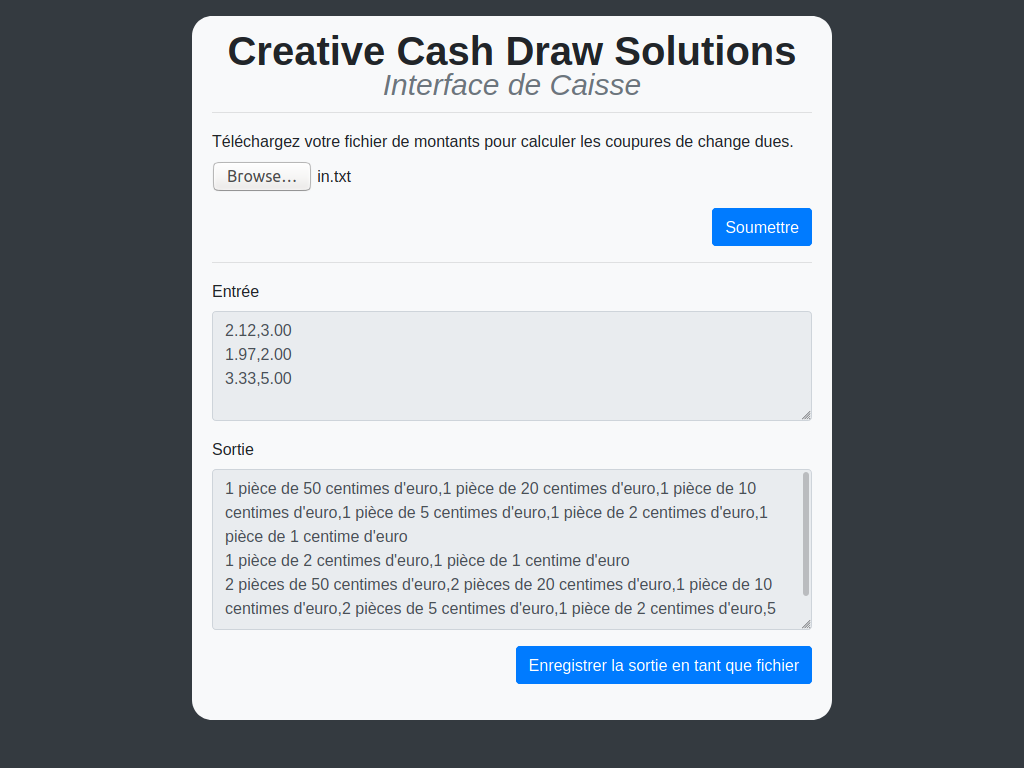 Creative Cash Draw Solutions
Interface de Caisse
Téléchargez votre fichier de montants pour calculer les coupures de change dues.
Browse... in.txt
Soumettre
Entrée
2.12,3.00
1.97,2.00
3.33,5.00
Sortie
1 pièce de 50 centimes d'euro,1 pièce de 20 centimes d'euro,1 pièce de 10
centimes d'euro,1 pièce de 5 centimes d'euro,1 pièce de 2 centimes d'euro,1
pièce de 1 centime d'euro
1 pièce de 2 centimes d'euro,1 pièce de 1 centime d'euro
2 pièces de 50 centimes d'euro,2 pièces de 20 centimes d'euro,1 pièce de 10
centimes d'euro,2 pièces de 5 centimes d'euro,1 pièce de 2 centimes d'euro,5
Enregistrer la sortie en tant que fichier